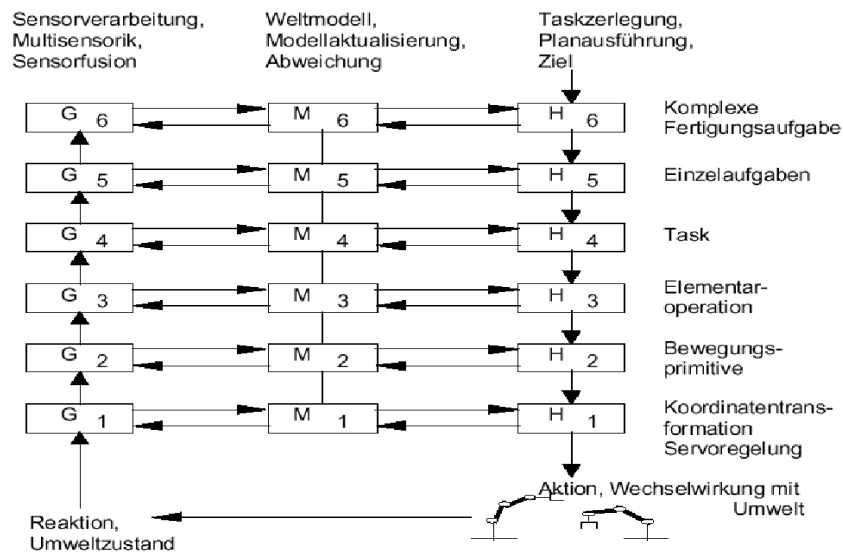 Sensorverarbeitung,
Multisensorik,
Sensorfusion
Weltmodell,
Modellaktualisierung,
Abweichung
Taskzerlegung,
Planausführung,
Ziel
G 6 M 6 H 6
Komplexe
Fertigungsaufgabe
G 5 M 5 H 5
Einzelaufgaben
G 4 M 4 H 4
Task
G 3 M 3 H 3
Elementar-
operation
G 2 M 2 H 2
Bewegungs-
primitive
G 1 M 1 H 1
Koordinatentrans-
formation
Servoregelung
Aktion, Wechselwirkung mit
Umwelt
Reaktion,
Umweltzustand